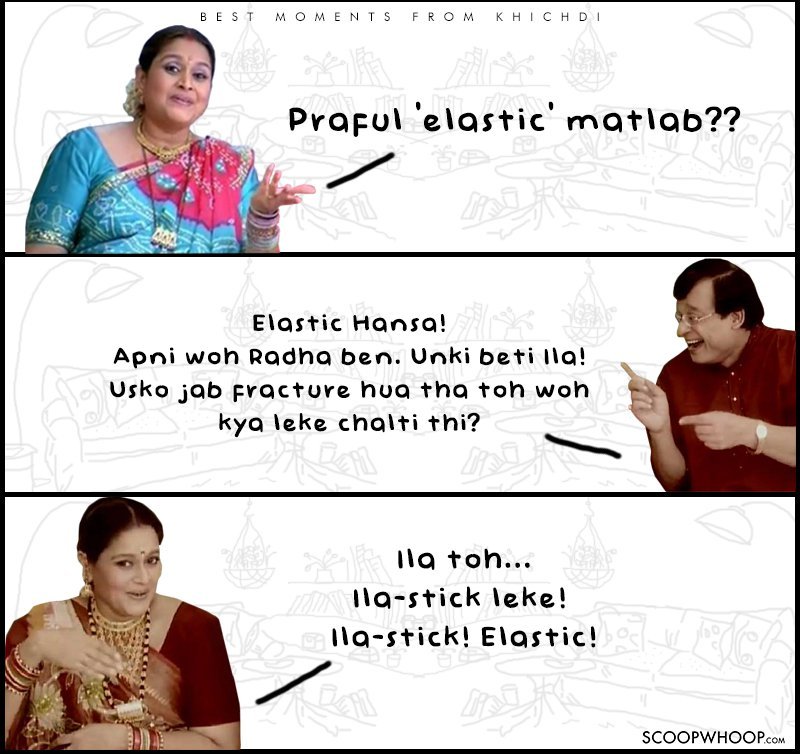 BEST MOMENTS FROM KHICHDI
Praful 'elastic' matlab??
Elastic Hansa!
Apni woh Radha ben. Unki beti Ila!
Usko jab fracture hua tha toh woh
kya leke chalti thi?
Ila toh...
Ila-stick leke!
Ila-stick! Elastic!
SCOOPWHOOP.COM